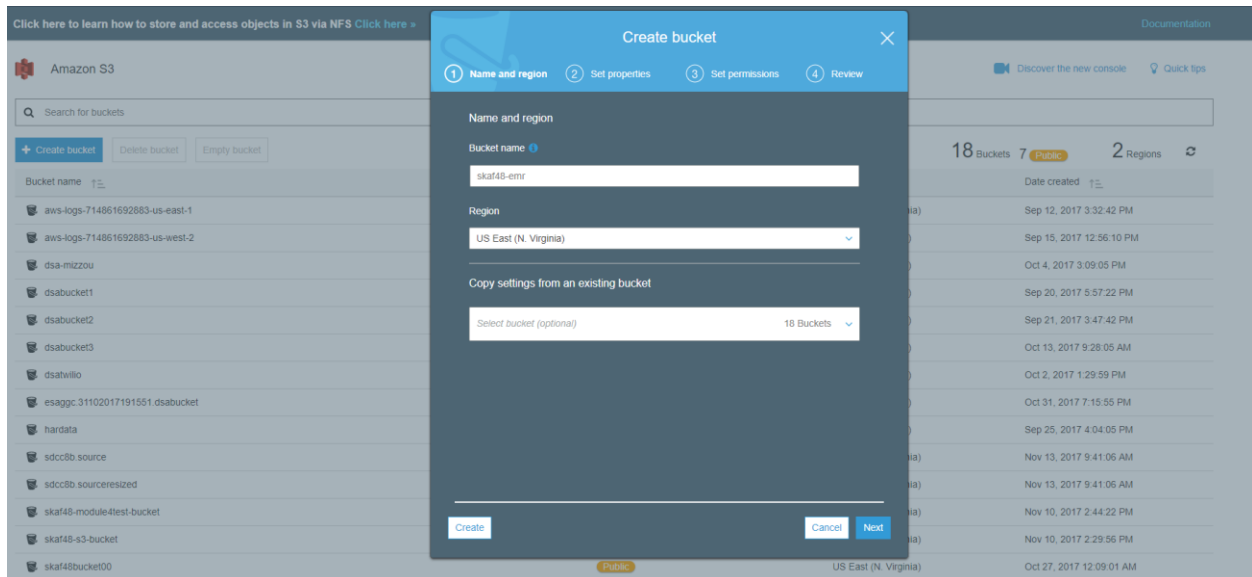 Click here to learn how to store and access objects in S3 via NFS Click here »
Documentation
Amazon S3
Discover the new console
Quick tips
Search for buckets
Create bucket
Delete bucket
Empty bucket
18 Buckets 7 Public 2 Regions
Bucket name
Date created
aws-logs-714861692883-us-east-1
ia)
Sep 12, 2017 3:32:42 PM
aws-logs-714861692883-us-west-2
)
Sep 15, 2017 12:56:10 PM
dsa-mizzou
)
Oct 4, 2017 3:09:05 PM
dsabucket1
)
Sep 20, 2017 5:57:22 PM
dsabucket2
)
Sep 21, 2017 3:47:42 PM
dsabucket3
)
Oct 13, 2017 9:28:05 AM
dsatwilio
)
Oct 2, 2017 1:29:59 PM
esaggc.31102017191551.dsabucket
)
Oct 31, 2017 7:15:55 PM
hardata
)
Sep 25, 2017 4:04:05 PM
sdcc8b.source
ia)
Nov 13, 2017 9:41:06 AM
sdcc8b.sourceresized
ia)
Nov 13, 2017 9:41:06 AM
skaf48-module4test-bucket
ia)
Nov 10, 2017 2:44:22 PM
skaf48-s3-bucket
ia)
Nov 10, 2017 2:29:56 PM
skaf48bucket00
Public
US East (N. Virginia)
Oct 27, 2017 12:09:01 AM
Create bucket
1 Name and region
2 Set properties
3 Set permissions
4 Review
Name and region
Bucket name
skaf48-emr
Region
US East (N. Virginia)
Copy settings from an existing bucket
Select bucket (optional)
18 Buckets
Create
Cancel
Next